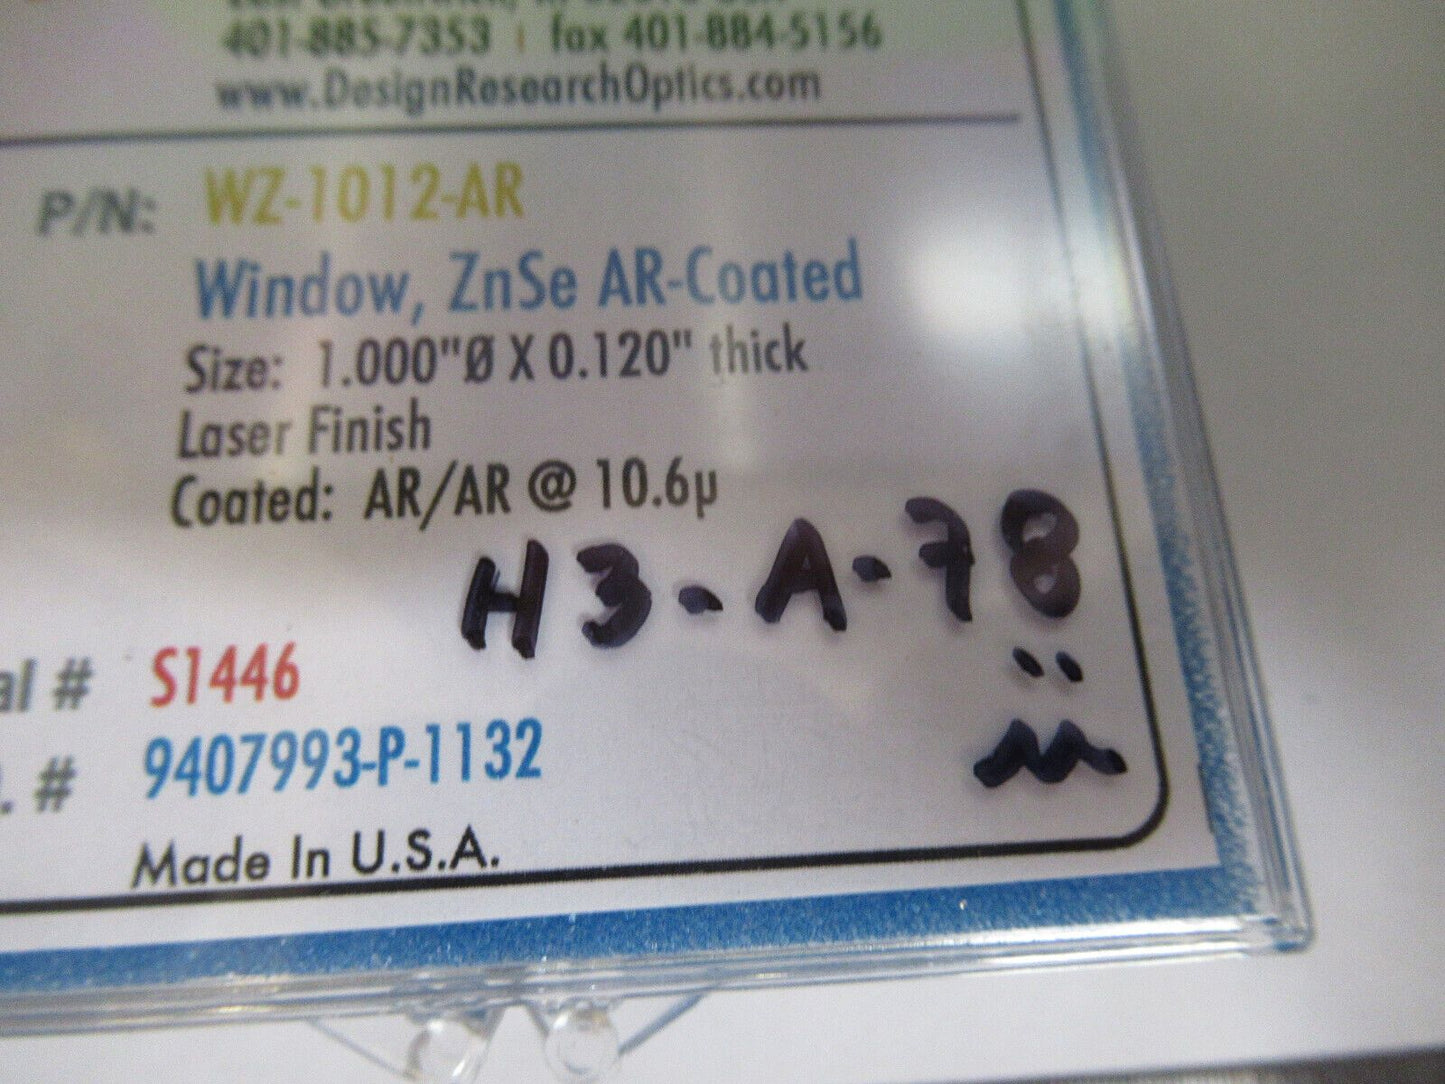 401-885-7353 | fax 401-884-5156
www.DesignResearchOptics.com
P/N: WZ-1012-AR
Window, ZnSe AR-Coated
Size: 1.000"Ø X 0.120" thick
Laser Finish
Coated: AR/AR @ 10.6µ
H3-A-78
al # S1446
. # 9407993-P-1132
Made In U.S.A.